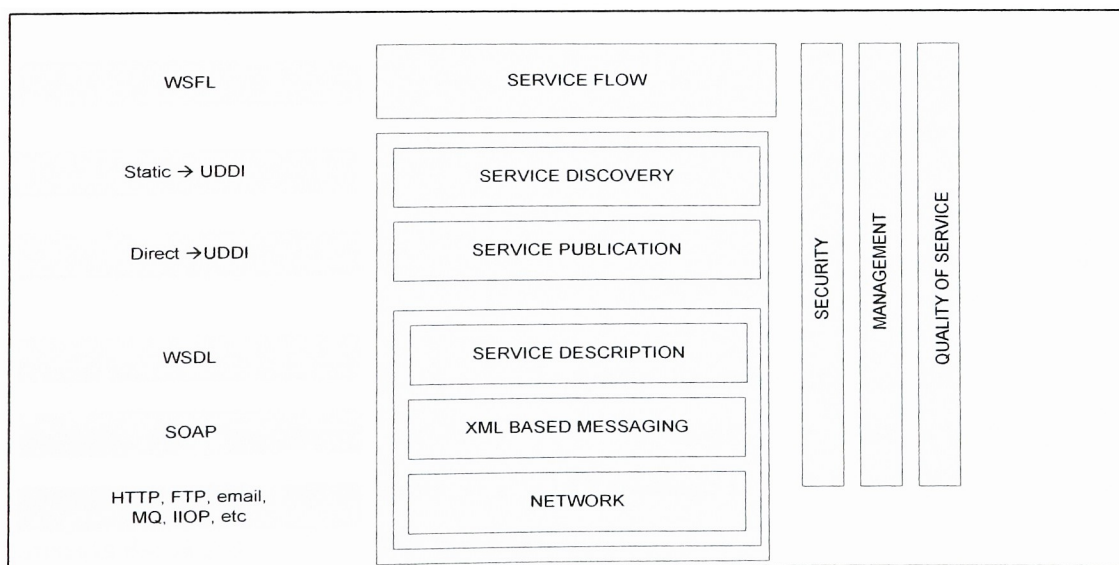 WSFL
SERVICE FLOW
Static → UDDI
SERVICE DISCOVERY
Direct →UDDI
SERVICE PUBLICATION
WSDL
SERVICE DESCRIPTION
SOAP
XML BASED MESSAGING
HTTP, FTP, email,
MQ, IIOP, etc
NETWORK
SECURITY
MANAGEMENT
QUALITY OF SERVICE